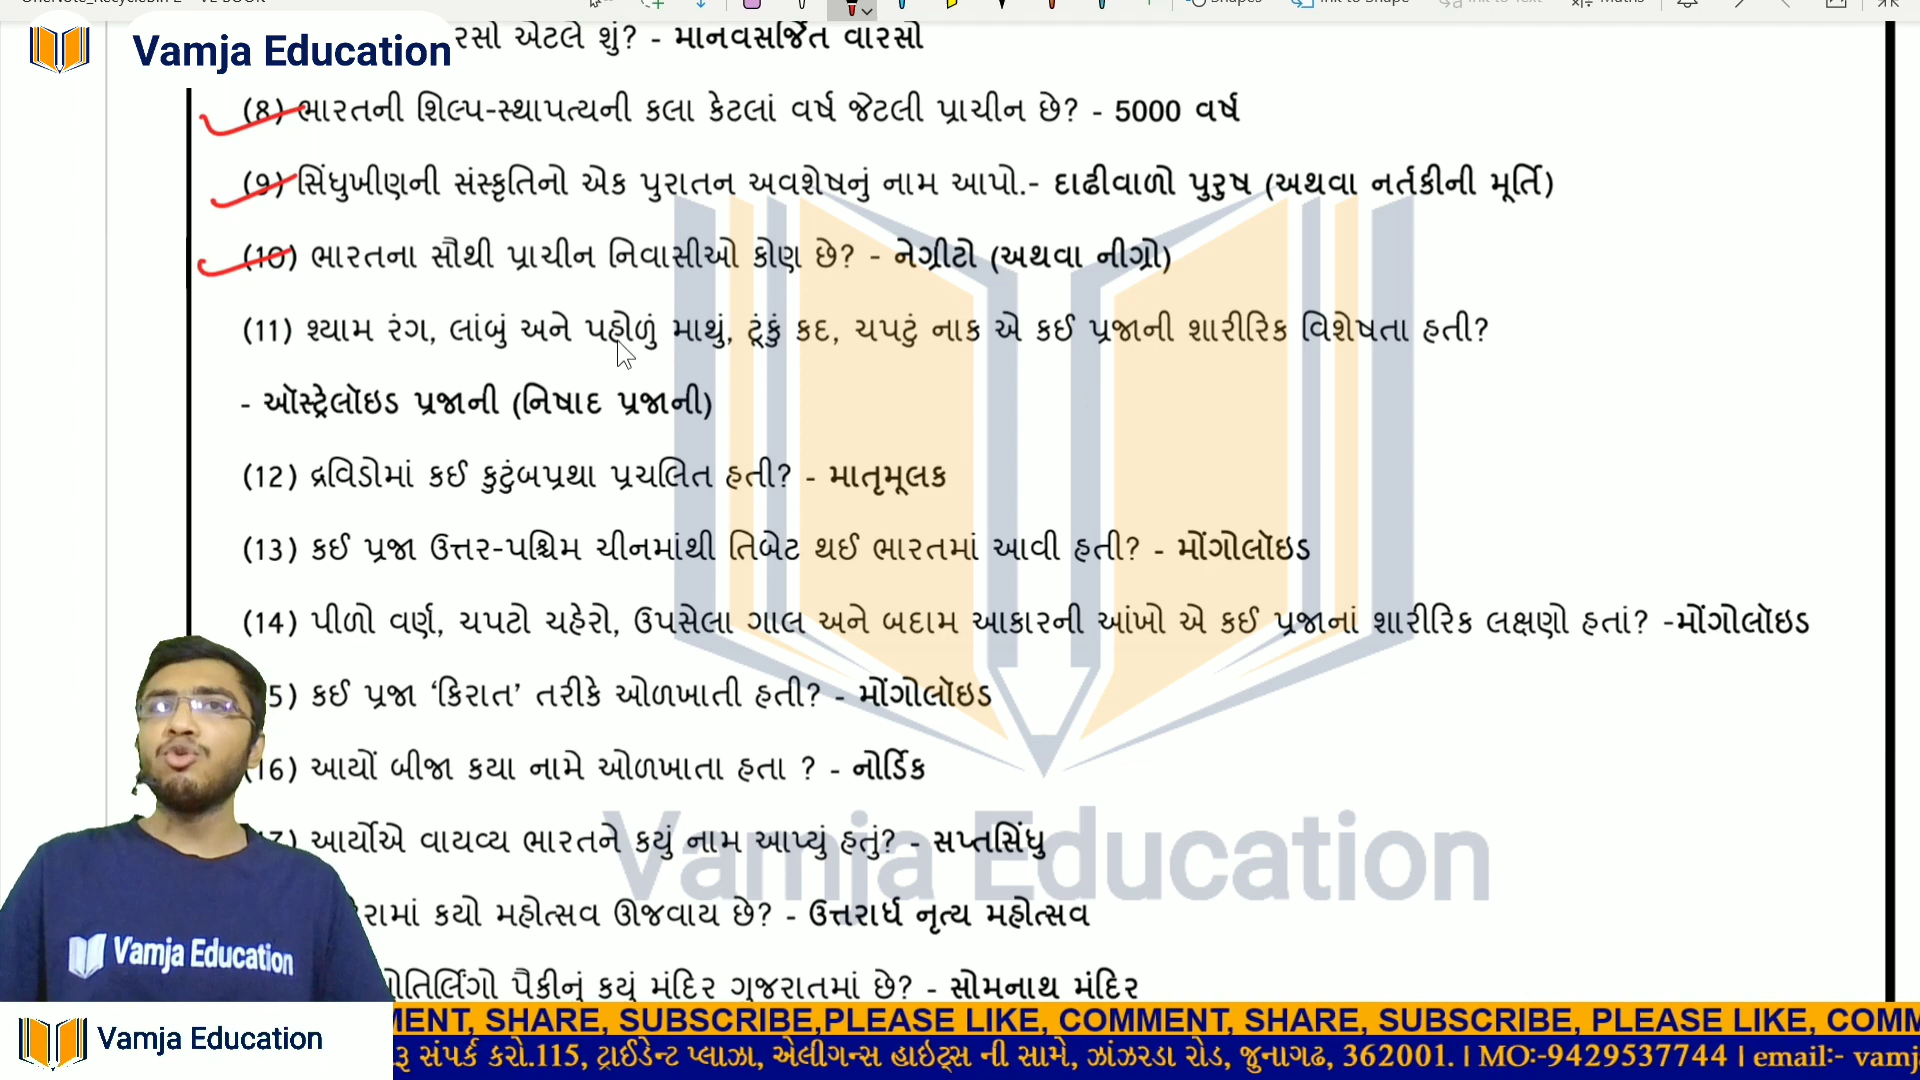 Vamja Education
રસો એટલે શું? - માનવસર્જિત વારસો
(8) ભારતની શિલ્પ-સ્થાપત્યની કલા કેટલાં વર્ષ જેટલી પ્રાચીન છે? - 5000 વર્ષ
(9) સિંધુખીણની સંસ્કૃતિનો એક પુરાતન અવશેષનું નામ આપો.- દાઢીવાળો પુરુષ (અથવા નર્તકીની મૂર્તિ)
(10) ભારતના સૌથી પ્રાચીન નિવાસીઓ કોણ છે? - નેગ્રીટો (અથવા નીગ્રો)
(11) શ્યામ રંગ, લાંબું અને પહોળું માથું, ટૂંકું કદ, ચપટું નાક એ કઈ પ્રજાની શારીરિક વિશેષતા હતી?
- ઑસ્ટ્રેલૉઇડ પ્રજાની (નિષાદ પ્રજાની)
(12) દ્રવિડોમાં કઈ કુટુંબપ્રથા પ્રચલિત હતી? - માતૃમૂલક
(13) કઈ પ્રજા ઉત્તર-પશ્ચિમ ચીનમાંથી તિબેટ થઈ ભારતમાં આવી હતી? - મોંગોલૉઇડ
(14) પીળો વર્ણ, ચપટો ચહેરો, ઉપસેલા ગાલ અને બદામ આકારની આંખો એ કઈ પ્રજાનાં શારીરિક લક્ષણો હતાં? -મોંગોલૉઇડ
5) કઈ પ્રજા ‘કિરાત’ તરીકે ઓળખાતી હતી? - મોંગોલૉઇડ
16) આર્યો બીજા કયા નામે ઓળખાતા હતા ? - નોર્ડિક
આર્યોએ વાયવ્ય ભારતને કયું નામ આપ્યું હતું? - સપ્તસિંધુ
રામાં કયો મહોત્સવ ઊજવાય છે? - ઉત્તરાર્ધ નૃત્ય મહોત્સવ
તિર્લિંગો પૈકીનું કયું મંદિર ગુજરાતમાં છે? - સોમનાથ મંદિર
Vamja Education
Vamja Education
Vamja Education
MENT, SHARE, SUBSCRIBE,PLEASE LIKE, COMMENT, SHARE, SUBSCRIBE, PLEASE LIKE, COMM
રૂ સંપર્ક કરો.115, ટ્રાઈડેન્ટ પ્લાઝા, એલીગન્સ હાઇટ્સ ની સામે, ઝાંઝરડા રોડ, જુનાગઢ, 362001. | MO:-9429537744 | email:- vamj